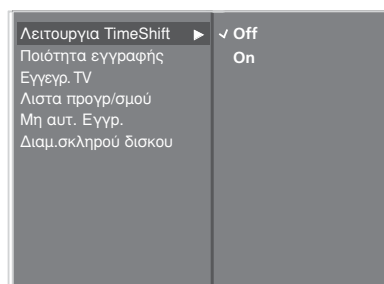 Λειτουργια TimeShift ▶ ✓ Off
Ποιότητα εγγραφής On
Εγγεγρ. TV
Λιστα προγρ/σμού
Μη αυτ. Εγγρ.
Διαμ.σκληρού δισκου